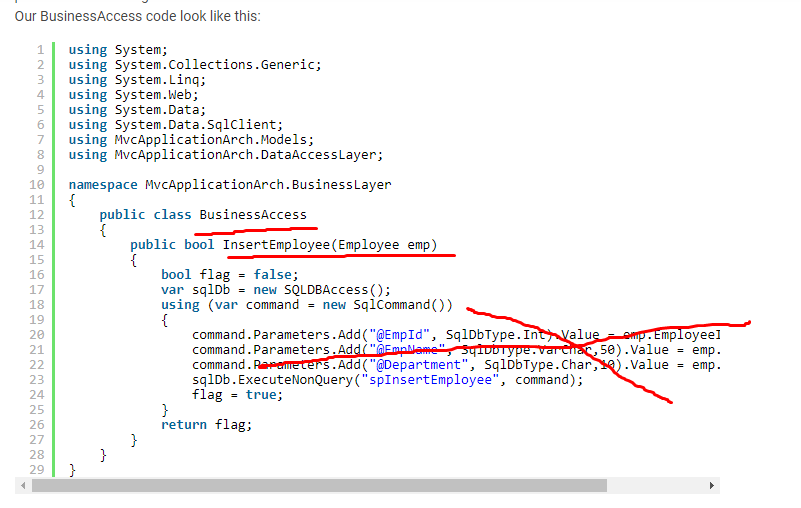 Our BusinessAccess code look like this:
1 using System;
2 using System.Collections.Generic;
3 using System.Linq;
4 using System.Web;
5 using System.Data;
6 using System.Data.SqlClient;
7 using MvcApplicationArch.Models;
8 using MvcApplicationArch.DataAccessLayer;
9
10 namespace MvcApplicationArch.BusinessLayer
11 {
12 public class BusinessAccess
13 {
14 public bool InsertEmployee(Employee emp)
15 {
16 bool flag = false;
17 var sqlDb = new SQLDBAccess();
18 using (var command = new SqlCommand())
19 {
20 command.Parameters.Add("@EmpId", SqlDbType.Int).Value = emp.EmployeeI
21 command.Parameters.Add("@EmpName", SqlDbType.VarChar,50).Value = emp.
22 command.Parameters.Add("@Department", SqlDbType.Char,10).Value = emp.
23 sqlDb.ExecuteNonQuery("spInsertEmployee", command);
24 flag = true;
25 }
26 return flag;
27 }
28 }
29 }